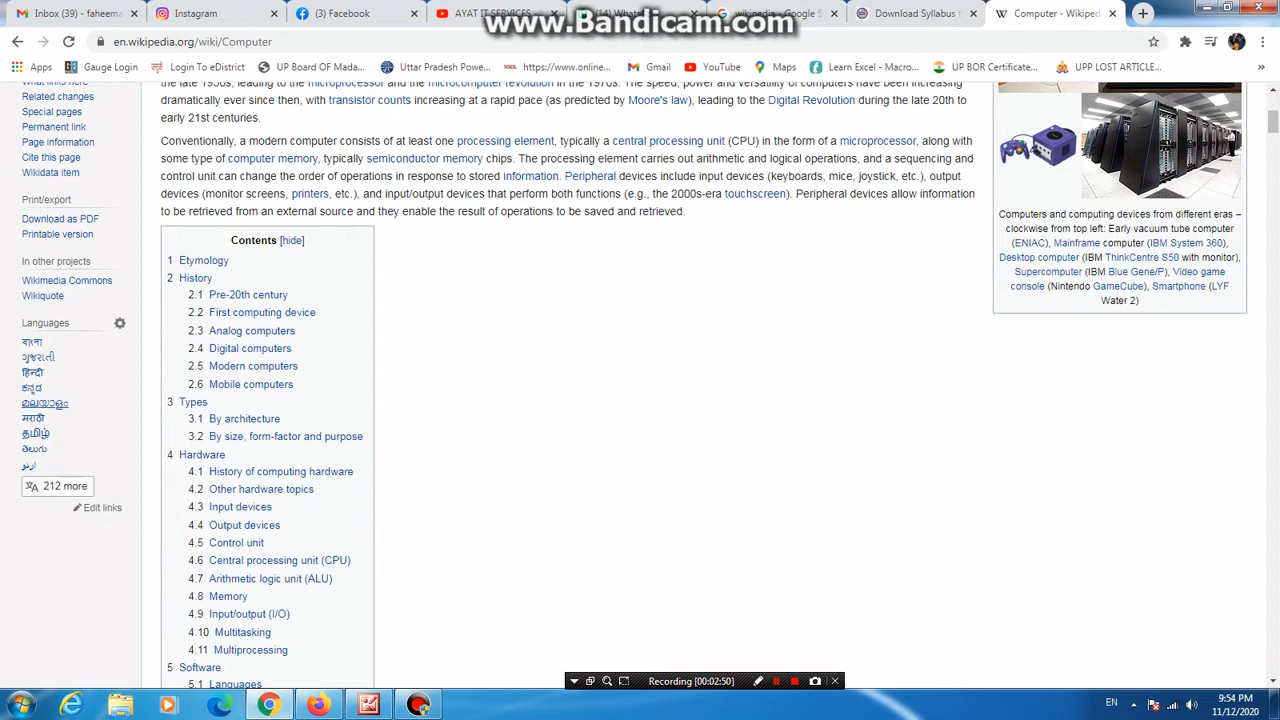 Inbox (39) - faheema
Instagram
(3) Facebook
AYAT IT SERVICES
(14) Whats
wikipedia - Google S
Download Syllabus f
Computer - Wikiped
www.Bandicam.com
en.wikipedia.org/wiki/Computer
Apps
Gauge Login
Login To eDistrict
UP Board OF Mada...
Uttar Pradesh Powe...
https://www.online...
Gmail
YouTube
Maps
Learn Excel - Macro...
UP BOR Certificate...
UPP LOST ARTICLE...
»
What links here
Related changes
Special pages
Permanent link
Page information
Cite this page
Wikidata item
Print/export
Download as PDF
Printable version
In other projects
Wikimedia Commons
Wikiquote
Languages
বাংলা
ગુજરાતી
हिन्दी
ಕನ್ನಡ
മലയാളം
मराठी
தமிழ்
తెలుగు
اردو
212 more
Edit links
the late 1950s, leading to the microprocessor and the microcomputer revolution in the 1970s. The speed, power and versatility of computers have been increasing
dramatically ever since then, with transistor counts increasing at a rapid pace (as predicted by Moore's law), leading to the Digital Revolution during the late 20th to
early 21st centuries.
Conventionally, a modern computer consists of at least one processing element, typically a central processing unit (CPU) in the form of a microprocessor, along with
some type of computer memory, typically semiconductor memory chips. The processing element carries out arithmetic and logical operations, and a sequencing and
control unit can change the order of operations in response to stored information. Peripheral devices include input devices (keyboards, mice, joystick, etc.), output
devices (monitor screens, printers, etc.), and input/output devices that perform both functions (e.g., the 2000s-era touchscreen). Peripheral devices allow information
to be retrieved from an external source and they enable the result of operations to be saved and retrieved.
Contents [hide]
1 Etymology
2 History
2.1 Pre-20th century
2.2 First computing device
2.3 Analog computers
2.4 Digital computers
2.5 Modern computers
2.6 Mobile computers
3 Types
3.1 By architecture
3.2 By size, form-factor and purpose
4 Hardware
4.1 History of computing hardware
4.2 Other hardware topics
4.3 Input devices
4.4 Output devices
4.5 Control unit
4.6 Central processing unit (CPU)
4.7 Arithmetic logic unit (ALU)
4.8 Memory
4.9 Input/output (I/O)
4.10 Multitasking
4.11 Multiprocessing
5 Software
5.1 Languages
Computers and computing devices from different eras –
clockwise from top left: Early vacuum tube computer
(ENIAC), Mainframe computer (IBM System 360),
Desktop computer (IBM ThinkCentre S50 with monitor),
Supercomputer (IBM Blue Gene/P), Video game
console (Nintendo GameCube), Smartphone (LYF
Water 2)
Recording [00:02:50]
EN
9:54 PM
11/12/2020